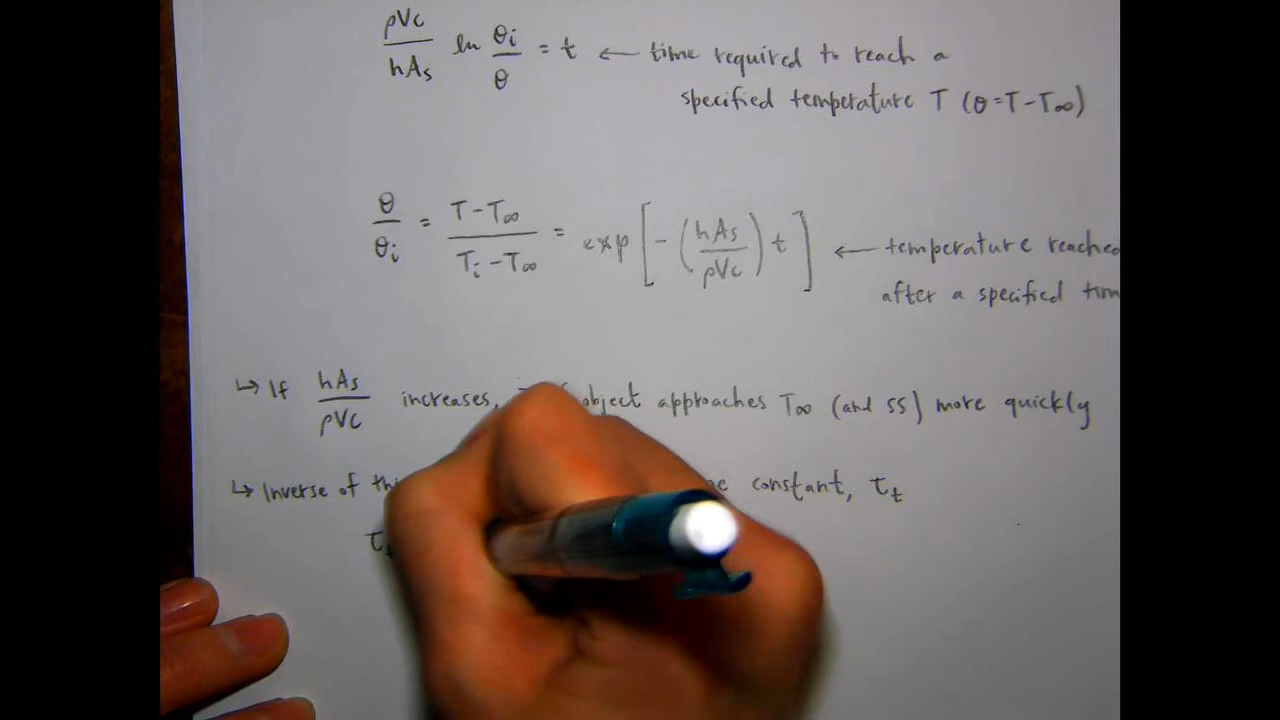 ρVc/hAs ln θi/θ = t ← time required to reach a
specified temperature T (θ=T-T∞)
θ/θi = T-T∞/Ti-T∞ = exp[-(hAs/ρVc)t] ← temperature reached
after a specified
↳ If hAs/ρVc increases, object approaches T∞ (and ss) more quickly
↳ Inverse of constant, τt
τ